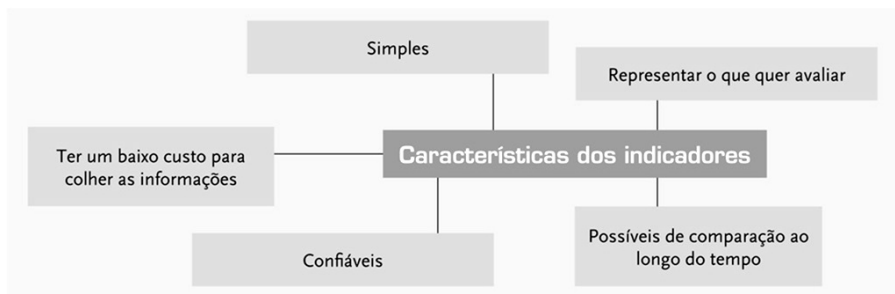 Simples
Representar o que quer avaliar
Ter um baixo custo para
colher as informações
Características dos indicadores
Confiáveis
Possíveis de comparação ao
longo do tempo